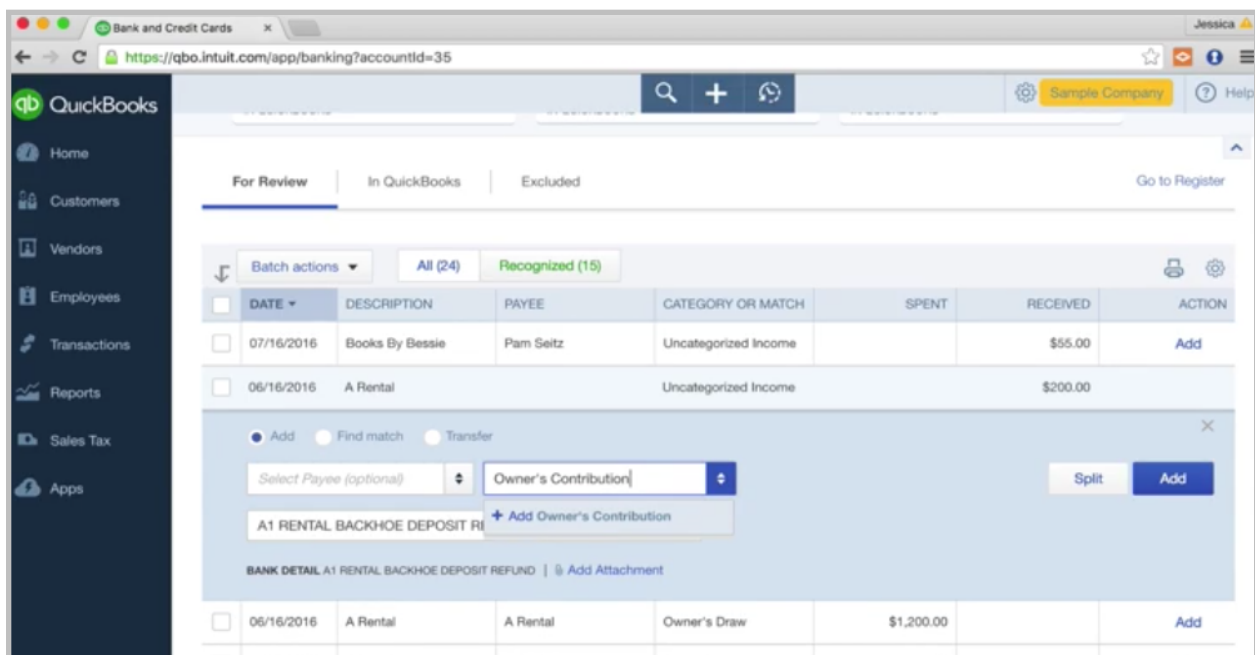 Bank and Credit Cards
Jessica
https://qbo.intuit.com/app/banking?accountId=35
qb QuickBooks
Sample Company
? Help
Home
Customers
Vendors
Employees
Transactions
Reports
Sales Tax
Apps
For Review In QuickBooks Excluded Go to Register
Batch actions All (24) Recognized (15)
DATE DESCRIPTION PAYEE CATEGORY OR MATCH SPENT RECEIVED ACTION
07/16/2016 Books By Bessie Pam Seitz Uncategorized Income $55.00 Add
06/16/2016 A Rental Uncategorized Income $200.00
Add Find match Transfer
Select Payee (optional) Owner's Contribution Split Add
+ Add Owner's Contribution
A1 RENTAL BACKHOE DEPOSIT
BANK DETAIL A1 RENTAL BACKHOE DEPOSIT REFUND | Add Attachment
06/16/2016 A Rental A Rental Owner's Draw $1,200.00 Add